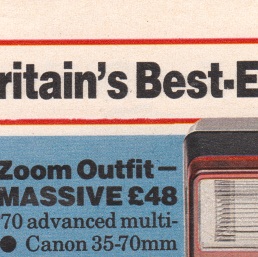 ritain's Best-E
Zoom Outfit—
MASSIVE £48
70 advanced multi-
● Canon 35-70mm